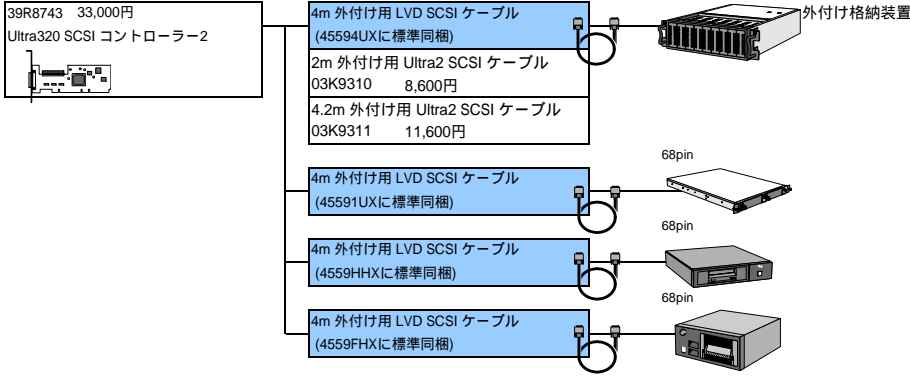 39R8743 33,000円
Ultra320 SCSI コントローラー2
4m 外付け用 LVD SCSI ケーブル
(45594UXに標準同梱)
外付け格納装置
2m 外付け用 Ultra2 SCSI ケーブル
03K9310 8,600円
4.2m 外付け用 Ultra2 SCSI ケーブル
03K9311 11,600円
68pin
4m 外付け用 LVD SCSI ケーブル
(45591UXに標準同梱)
68pin
4m 外付け用 LVD SCSI ケーブル
(4559HHXに標準同梱)
68pin
4m 外付け用 LVD SCSI ケーブル
(4559FHXに標準同梱)